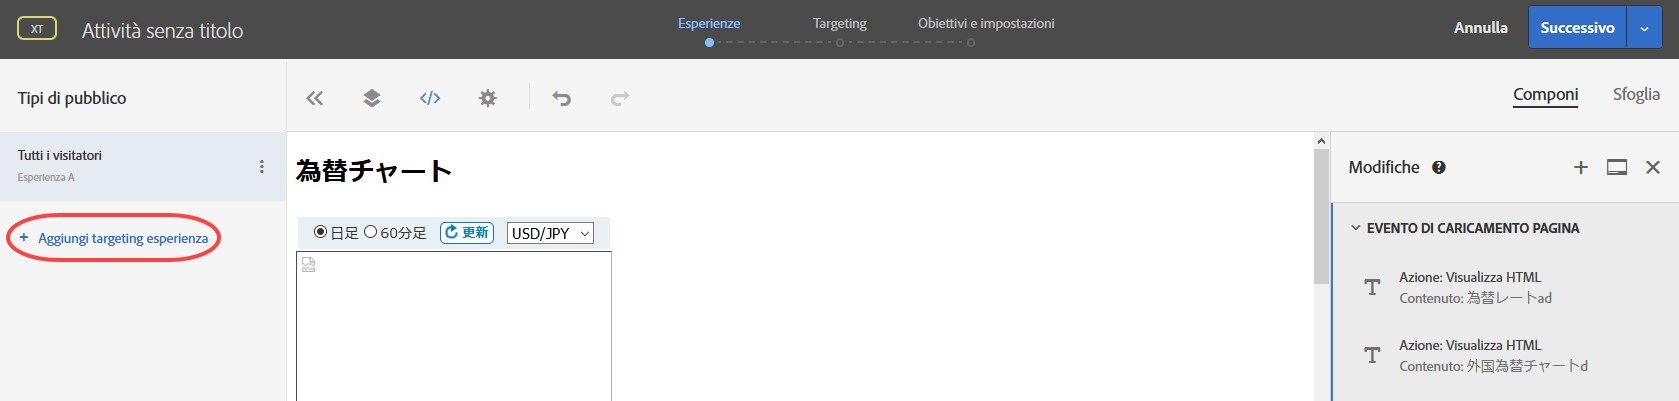 XT
Attività senza titolo
Esperienze
Targeting
Obiettivi e impostazioni
Annulla
Successivo
Tipi di pubblico
Componi
Sfoglia
Tutti i visitatori
Esperienza A
+ Aggiungi targeting esperienza
為替チャート
日足 60分足 更新 USD/JPY
Modifiche
EVENTO DI CARICAMENTO PAGINA
Azione: Visualizza HTML
Contenuto: 為替レートad
Azione: Visualizza HTML
Contenuto: 外国為替チャートd